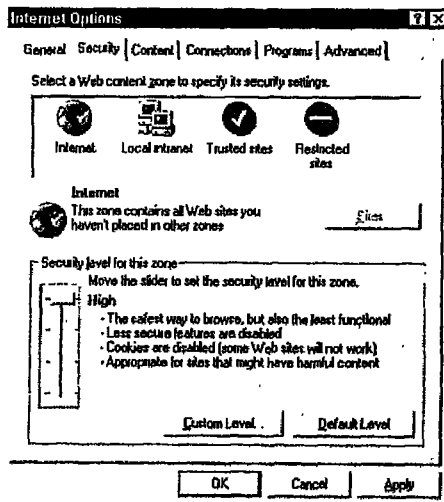 Internet Options
General Security Content Connections Programs Advanced
Select a Web content zone to specify its security settings.
Internet Local intranet Trusted sites Restricted sites
Internet
This zone contains all Web sites you haven't placed in other zones
Sites
Security level for this zone
Move the slider to set the security level for this zone.
High
- The safest way to browse, but also the least functional
- Less secure features are disabled
- Cookies are disabled (some Web sites will not work)
- Appropriate for sites that might have harmful content
Custom Level... Default Level
OK Cancel Apply